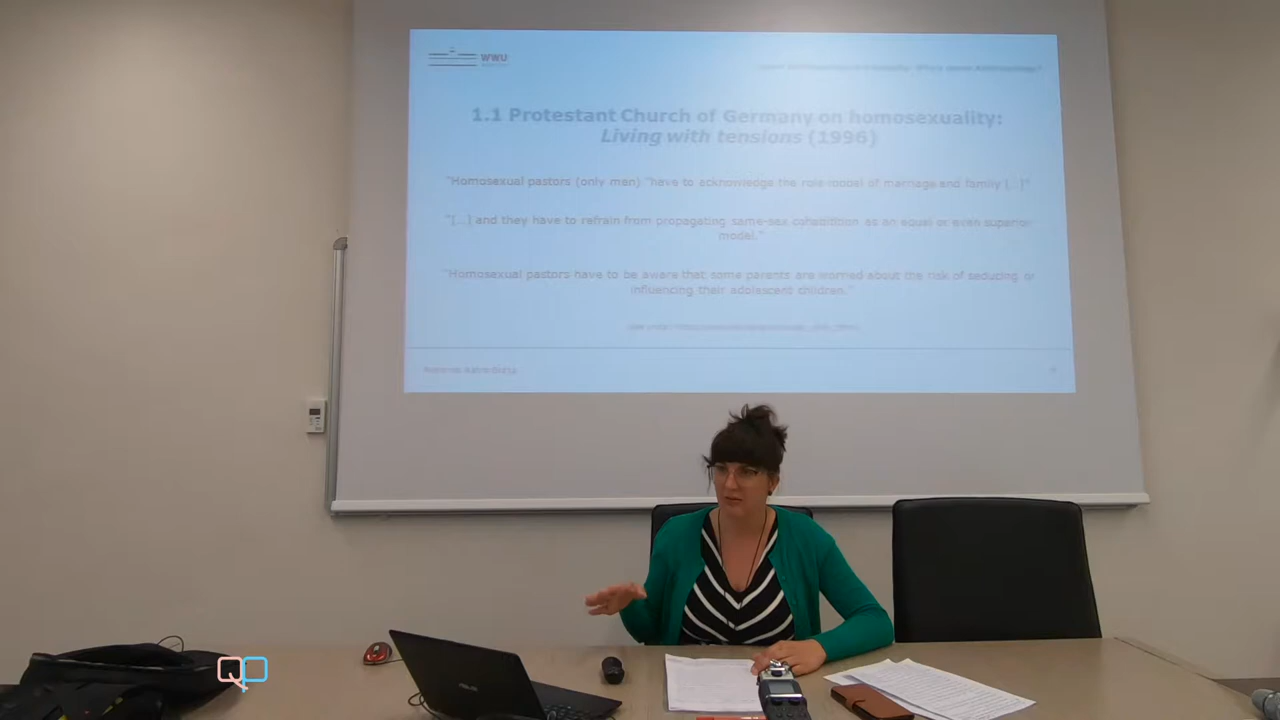 WWU
1.1 Protestant Church of Germany on homosexuality:
Living with tensions (1996)
"Homosexual pastors (only men) "have to acknowledge the role model of marriage and family [...]"
"[...] and they have to refrain from propagating same-sex cohabitation as an equal or even superior
model."
"Homosexual pastors have to be aware that some parents are worried about the risk of seducing or
influencing their adolescent children."